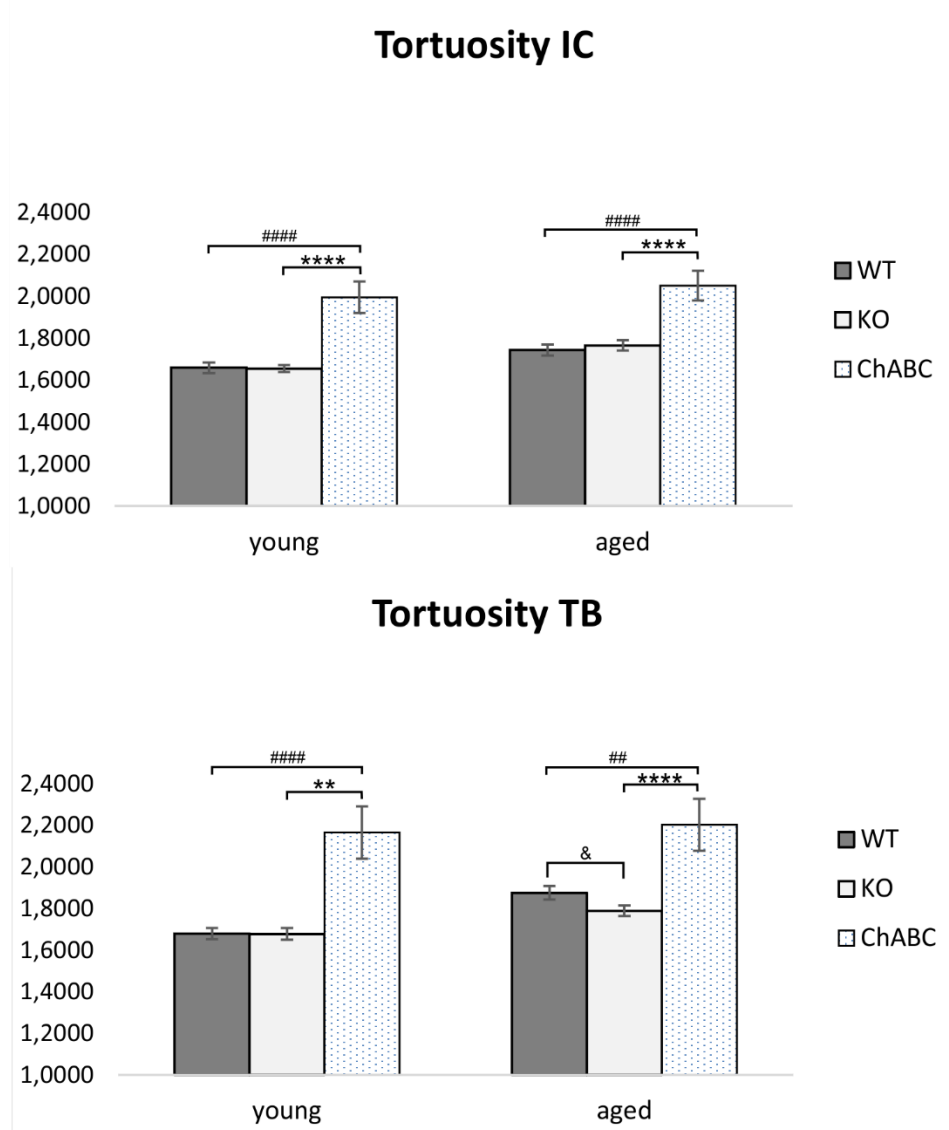 Tortuosity IC
2,4000
2,2000
2,0000
1,8000
1,6000
1,4000
1,2000
1,0000
####
****
####
****
young
aged
WT
KO
ChABC
Tortuosity TB
2,4000
2,2000
2,0000
1,8000
1,6000
1,4000
1,2000
1,0000
####
**
##
****
&
young
aged
WT
KO
ChABC